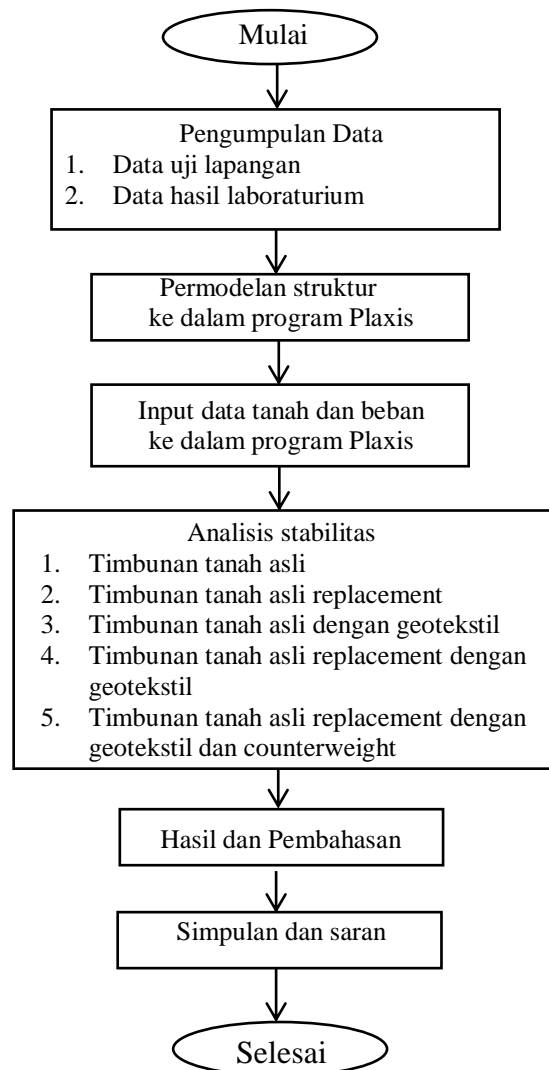 Mulai
Pengumpulan Data
1. Data uji lapangan
2. Data hasil laboraturium
Permodelan struktur
ke dalam program Plaxis
Input data tanah dan beban
ke dalam program Plaxis
Analisis stabilitas
1. Timbunan tanah asli
2. Timbunan tanah asli replacement
3. Timbunan tanah asli dengan geotekstil
4. Timbunan tanah asli replacement dengan
geotekstil
5. Timbunan tanah asli replacement dengan
geotekstil dan counterweight
Hasil dan Pembahasan
Simpulan dan saran
Selesai